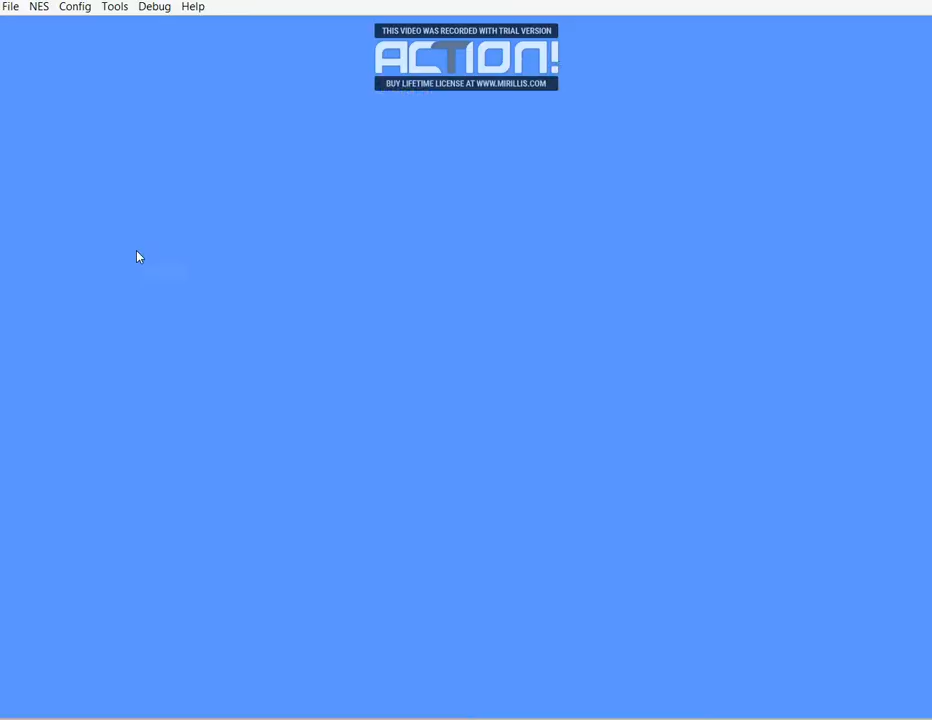 File NES Config Tools Debug Help
THIS VIDEO WAS RECORDED WITH TRIAL VERSION
ACTION!
BUY LIFETIME LICENSE AT WWW.MIRILLIS.COM